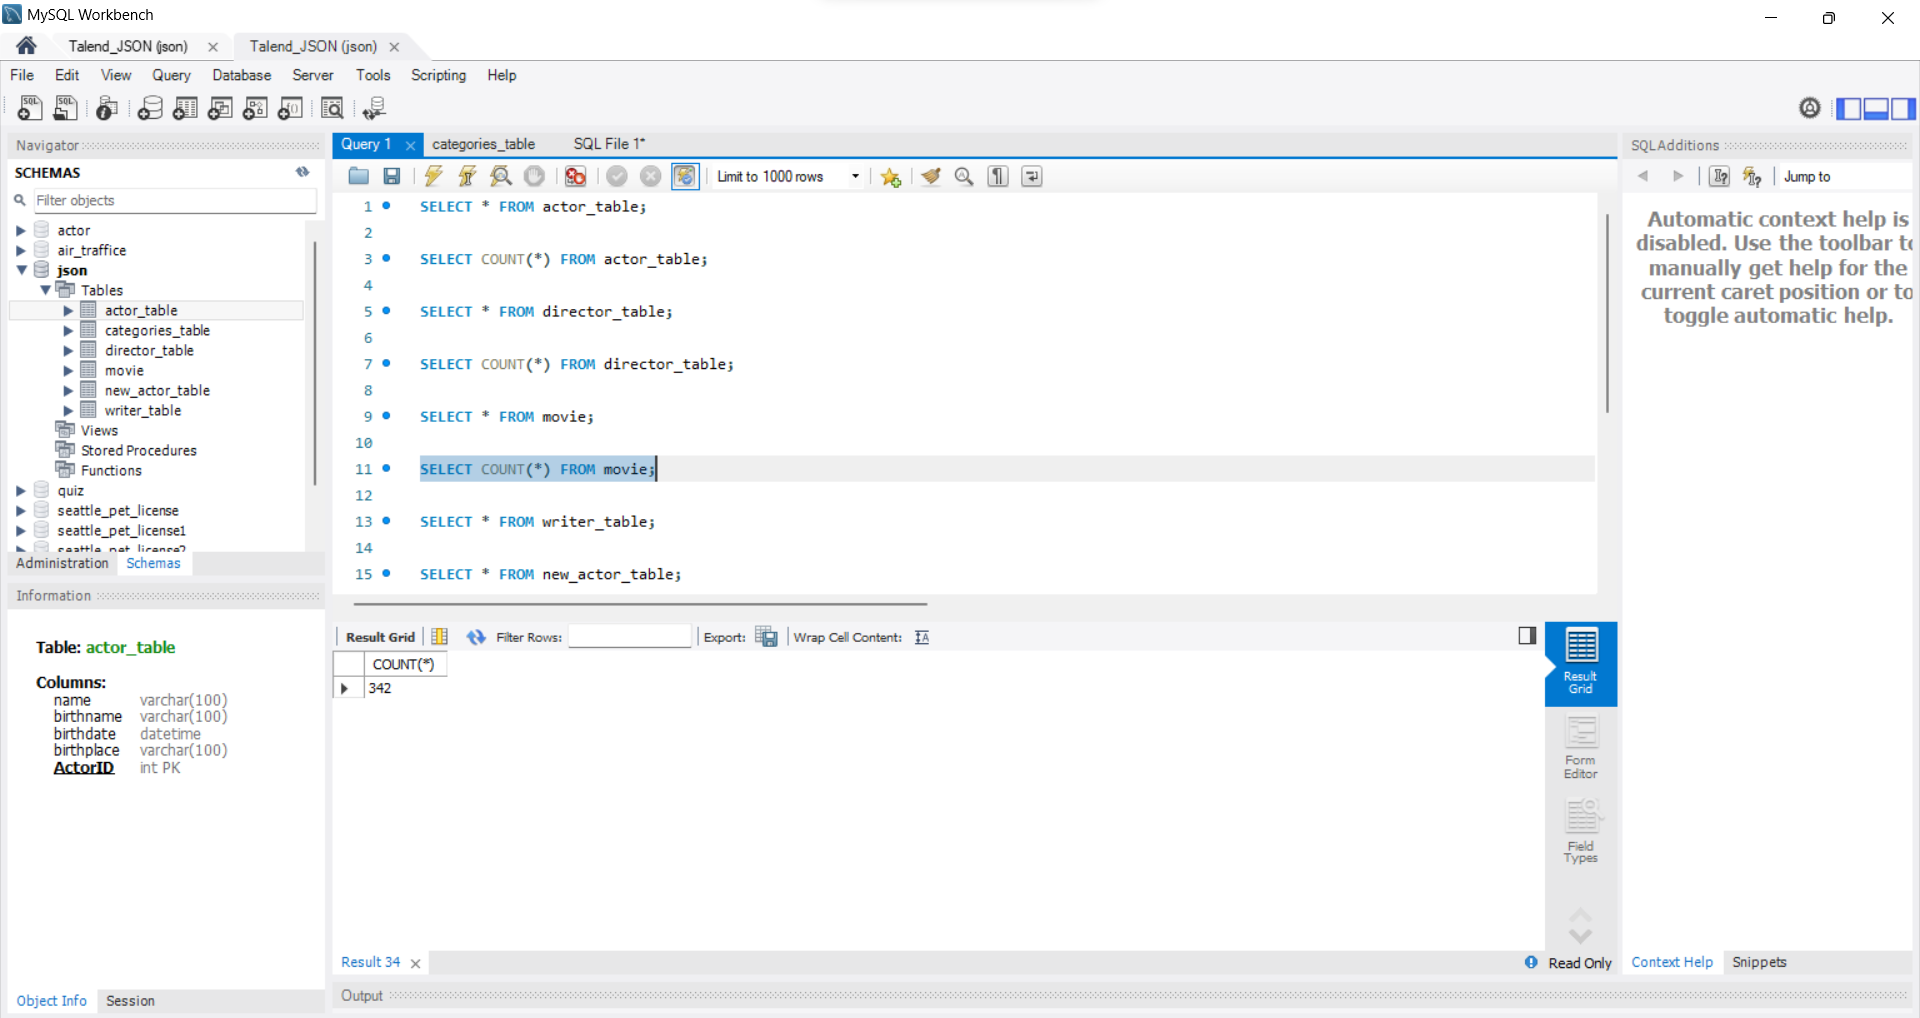 MySQL Workbench
Talend_JSON (json)
Talend_JSON (json)
File Edit View Query Database Server Tools Scripting Help
Navigator
SCHEMAS
Filter objects
actor
air_traffice
json
Tables
actor_table
categories_table
director_table
movie
new_actor_table
writer_table
Views
Stored Procedures
Functions
quiz
seattle_pet_license
seattle_pet_license1
seattle_pet_license2
Administration Schemas
Information
Table: actor_table
Columns:
name varchar(100)
birthname varchar(100)
birthdate datetime
birthplace varchar(100)
ActorID int PK
Object Info Session
Query 1 categories_table SQL File 1*
Limit to 1000 rows
1 SELECT * FROM actor_table;
2
3 SELECT COUNT(*) FROM actor_table;
4
5 SELECT * FROM director_table;
6
7 SELECT COUNT(*) FROM director_table;
8
9 SELECT * FROM movie;
10
11 SELECT COUNT(*) FROM movie;
12
13 SELECT * FROM writer_table;
14
15 SELECT * FROM new_actor_table;
Result Grid Filter Rows: Export: Wrap Cell Content:
COUNT(*)
342
Result
Grid
Form
Editor
Field
Types
Result 34
Read Only
Output
SQLAdditions
Jump to
Automatic context help is
disabled. Use the toolbar to
manually get help for the
current caret position or to
toggle automatic help.
Context Help Snippets